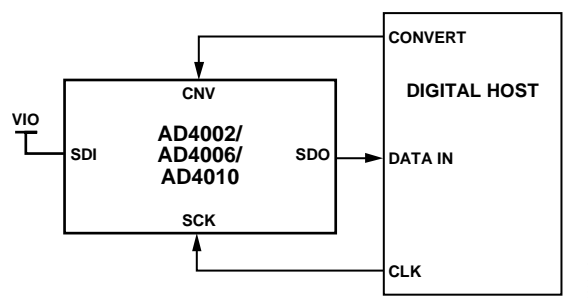 CONVERT
CNV
DIGITAL HOST
VIO
AD4002/
AD4006/
AD4010
SDI
SDO
DATA IN
SCK
CLK